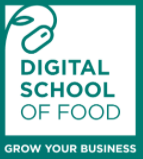 DIGITAL
SCHOOL
OF FOOD
GROW YOUR BUSINESS